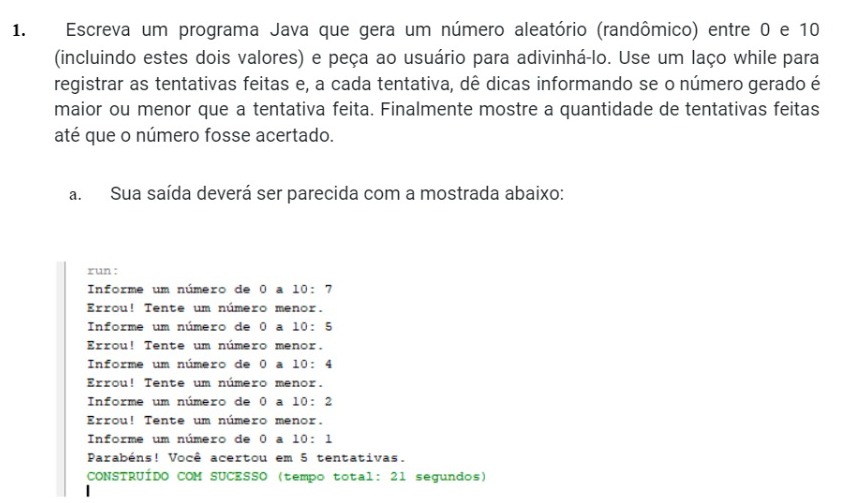 1. Escreva um programa Java que gera um número aleatório (randômico) entre 0 e 10
(incluindo estes dois valores) e peça ao usuário para adivinhá-lo. Use um laço while para
registrar as tentativas feitas e, a cada tentativa, dê dicas informando se o número gerado é
maior ou menor que a tentativa feita. Finalmente mostre a quantidade de tentativas feitas
até que o número fosse acertado.
a. Sua saída deverá ser parecida com a mostrada abaixo:
run:
Informe um número de 0 a 10: 7
Errou! Tente um número menor.
Informe um número de 0 a 10: 5
Errou! Tente um número menor.
Informe um número de 0 a 10: 4
Errou! Tente um número menor.
Informe um número de 0 a 10: 2
Errou! Tente um número menor.
Informe um número de 0 a 10: 1
Parabéns! Você acertou em 5 tentativas.
CONSTRUÍDO COM SUCESSO (tempo total: 21 segundos)